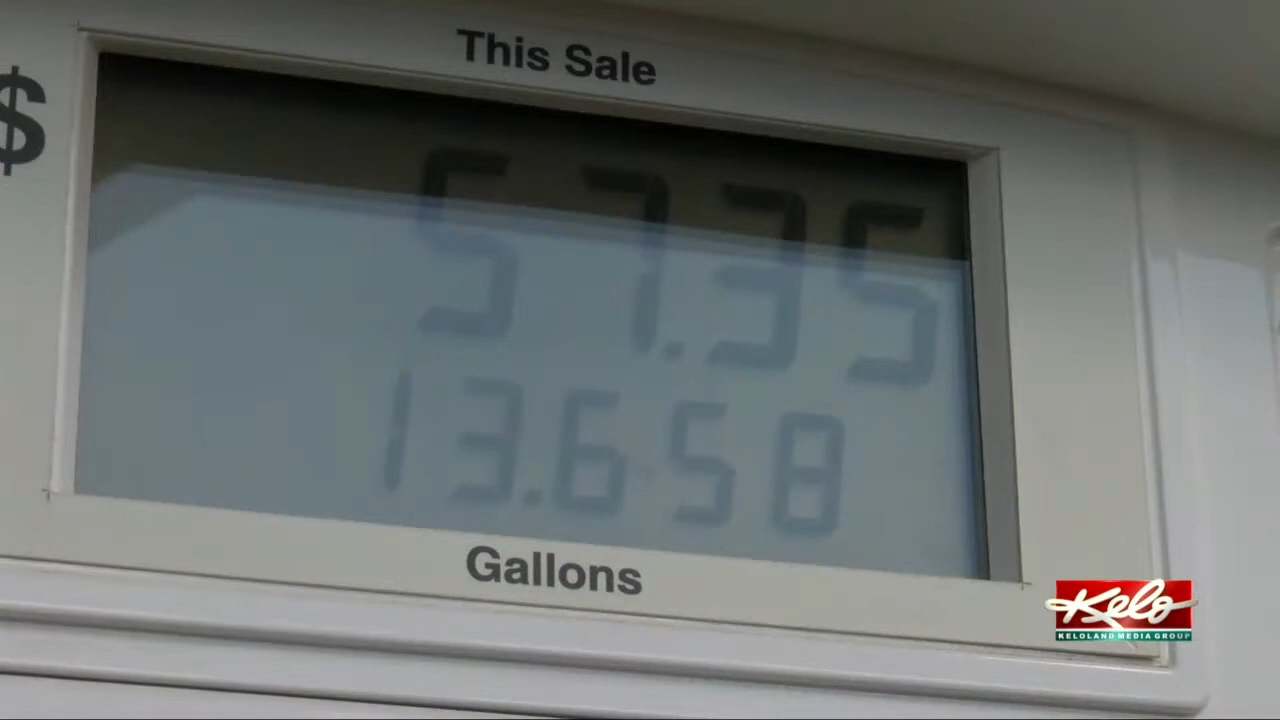 This Sale
$
57.35
13.658
Gallons
Kelo
KELOLAND MEDIA GROUP